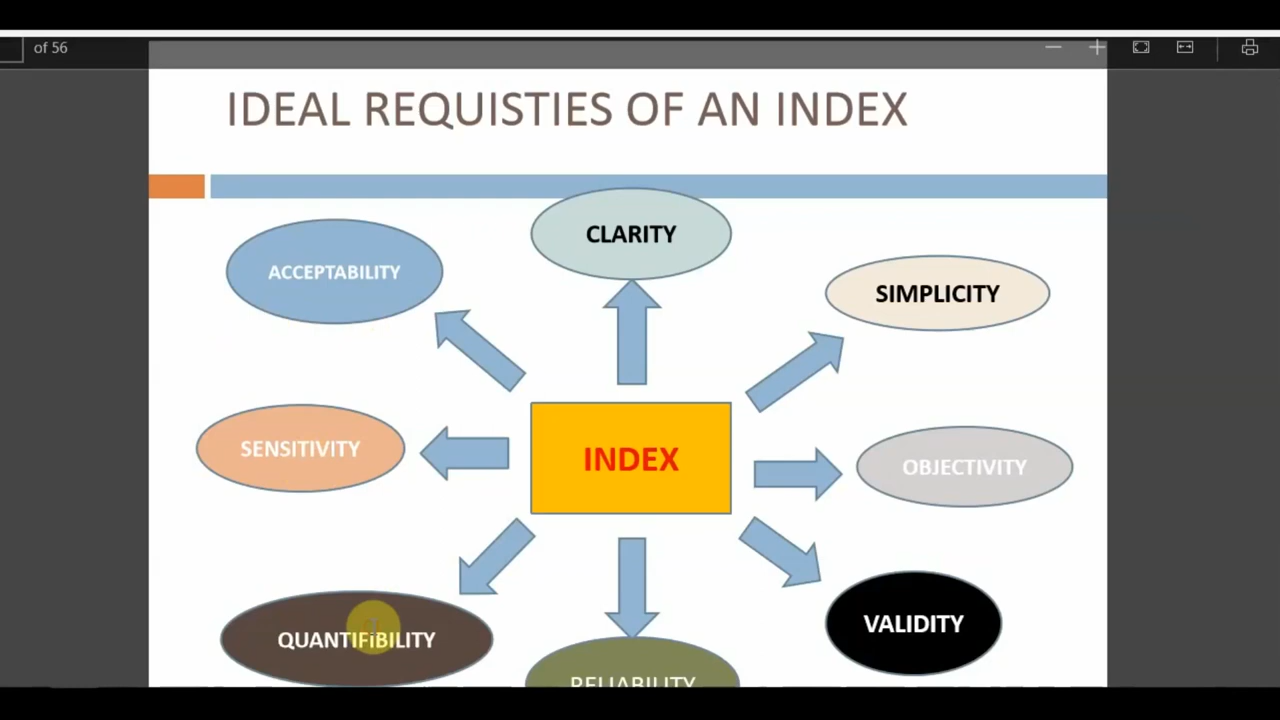 of 56
IDEAL REQUISTIES OF AN INDEX
CLARITY
ACCEPTABILITY
SIMPLICITY
SENSITIVITY
INDEX
OBJECTIVITY
VALIDITY
QUANTIFiBILITY
RELIABILITY